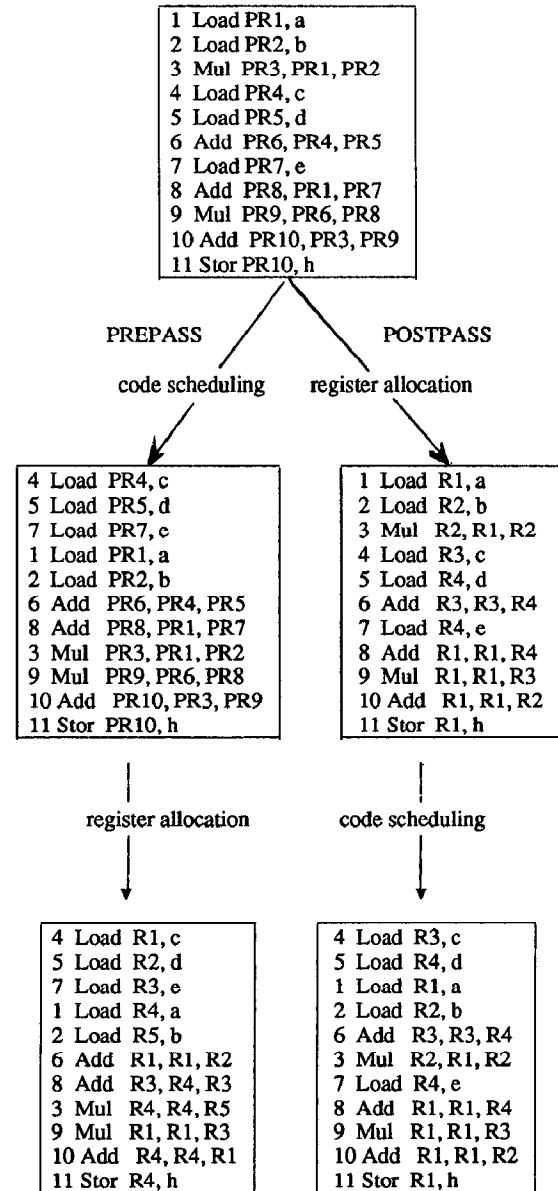 1 Load PR1, a
2 Load PR2, b
3 Mul PR3, PR1, PR2
4 Load PR4, c
5 Load PR5, d
6 Add PR6, PR4, PR5
7 Load PR7, e
8 Add PR8, PR1, PR7
9 Mul PR9, PR6, PR8
10 Add PR10, PR3, PR9
11 Stor PR10, h
PREPASS
code scheduling
POSTPASS
register allocation
4 Load PR4, c
5 Load PR5, d
7 Load PR7, e
1 Load PR1, a
2 Load PR2, b
6 Add PR6, PR4, PR5
8 Add PR8, PR1, PR7
3 Mul PR3, PR1, PR2
9 Mul PR9, PR6, PR8
10 Add PR10, PR3, PR9
11 Stor PR10, h
1 Load R1, a
2 Load R2, b
3 Mul R2, R1, R2
4 Load R3, c
5 Load R4, d
6 Add R3, R3, R4
7 Load R4, e
8 Add R1, R1, R4
9 Mul R1, R1, R3
10 Add R1, R1, R2
11 Stor R1, h
register allocation
code scheduling
4 Load R1, c
5 Load R2, d
7 Load R3, e
1 Load R4, a
2 Load R5, b
6 Add R1, R1, R2
8 Add R3, R4, R3
3 Mul R4, R4, R5
9 Mul R1, R1, R3
10 Add R4, R4, R1
11 Stor R4, h
4 Load R3, c
5 Load R4, d
1 Load R1, a
2 Load R2, b
6 Add R3, R3, R4
3 Mul R2, R1, R2
7 Load R4, e
8 Add R1, R1, R4
9 Mul R1, R1, R3
10 Add R1, R1, R2
11 Stor R1, h